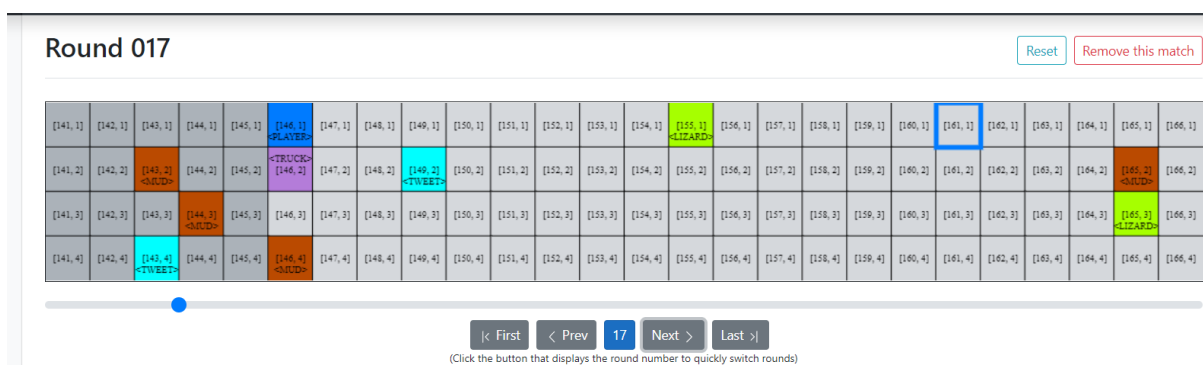 Round 017
Reset
Remove this match
[141, 1] [142, 1] [143, 1] [144, 1] [145, 1] [146, 1] [147, 1] [148, 1] [149, 1] [150, 1] [151, 1] [152, 1] [153, 1] [154, 1] [155, 1] [156, 1] [157, 1] [158, 1] [159, 1] [160, 1] [161, 1] [162, 1] [163, 1] [164, 1] [165, 1] [166, 1]
<PLAYER> <LIZARD>
<TRUCK>
[141, 2] [142, 2] [143, 2] [144, 2] [145, 2] [146, 2] [147, 2] [148, 2] [149, 2] [150, 2] [151, 2] [152, 2] [153, 2] [154, 2] [155, 2] [156, 2] [157, 2] [158, 2] [159, 2] [160, 2] [161, 2] [162, 2] [163, 2] [164, 2] [165, 2] [166, 2]
<MUD> <TWEET> <MUD>
[141, 3] [142, 3] [143, 3] [144, 3] [145, 3] [146, 3] [147, 3] [148, 3] [149, 3] [150, 3] [151, 3] [152, 3] [153, 3] [154, 3] [155, 3] [156, 3] [157, 3] [158, 3] [159, 3] [160, 3] [161, 3] [162, 3] [163, 3] [164, 3] [165, 3] [166, 3]
<MUD> <LIZARD>
[141, 4] [142, 4] [143, 4] [144, 4] [145, 4] [146, 4] [147, 4] [148, 4] [149, 4] [150, 4] [151, 4] [152, 4] [153, 4] [154, 4] [155, 4] [156, 4] [157, 4] [158, 4] [159, 4] [160, 4] [161, 4] [162, 4] [163, 4] [164, 4] [165, 4] [166, 4]
<TWEET> <MUD>
|< First < Prev 17 Next > Last >|
(Click the button that displays the round number to quickly switch rounds)